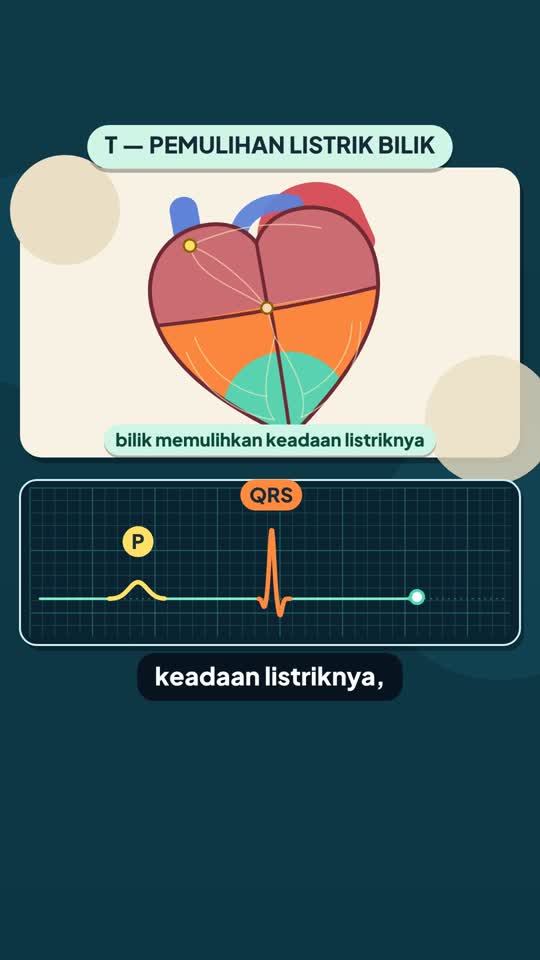 T — PEMULIHAN LISTRIK BILIK
bilik memulihkan keadaan listriknya
QRS
P
keadaan listriknya,